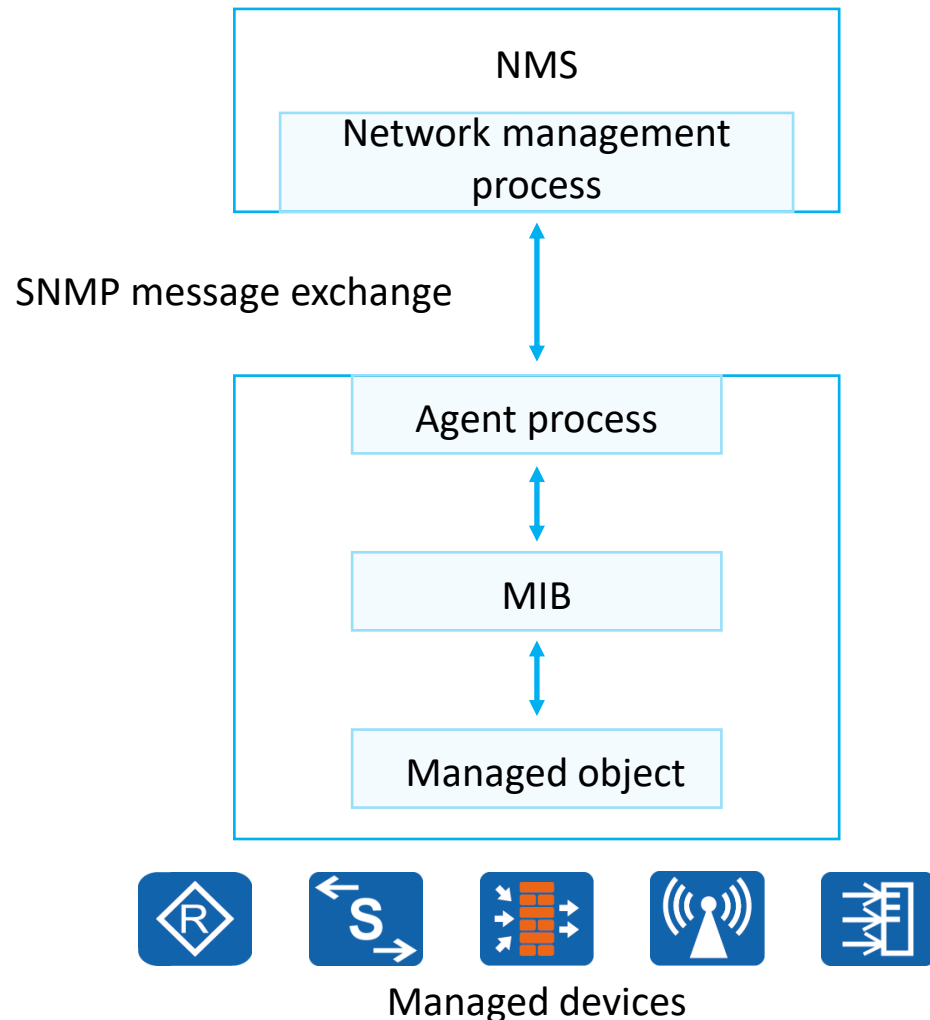 NMS
Network management
process
SNMP message exchange
Agent process
MIB
Managed object
R
S
Managed devices